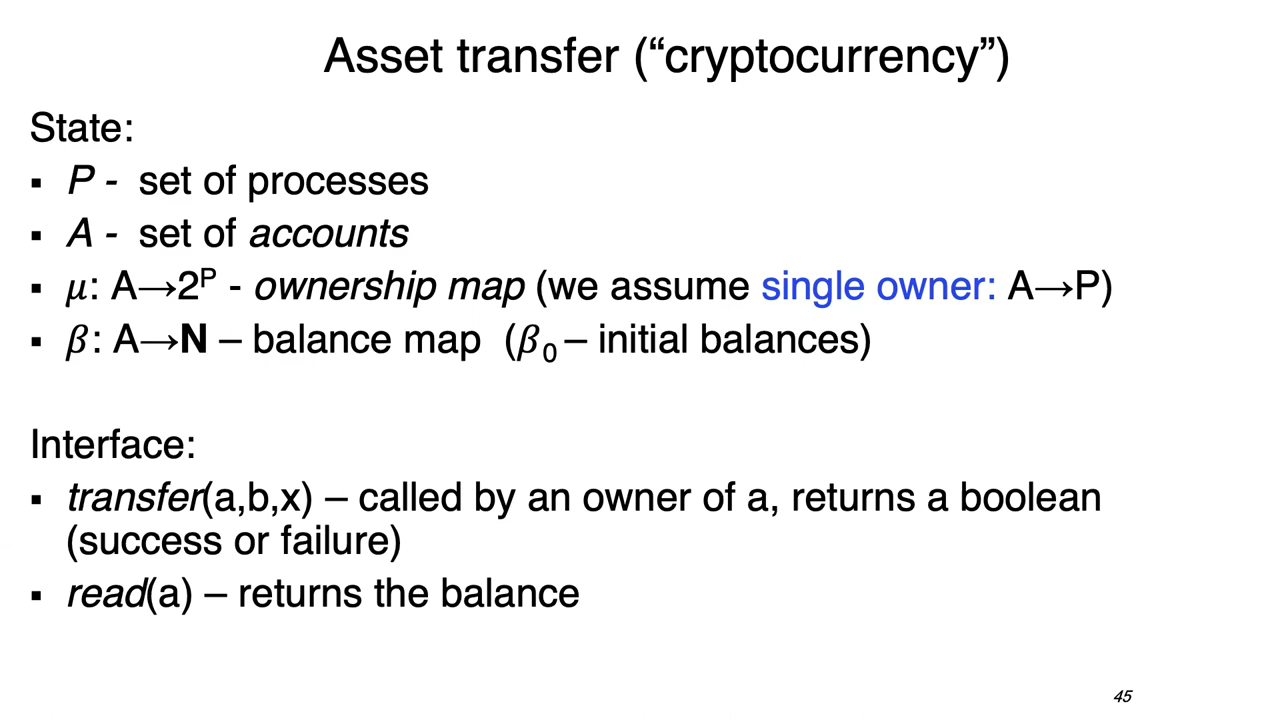 Asset transfer (“cryptocurrency”)
State:
▪ P - set of processes
▪ A - set of accounts
▪ 𝜇: A→2ᴾ - ownership map (we assume single owner: A→P)
▪ 𝛽: A→N – balance map (𝛽₀ – initial balances)
Interface:
▪ transfer(a,b,x) – called by an owner of a, returns a boolean
(success or failure)
▪ read(a) – returns the balance
45